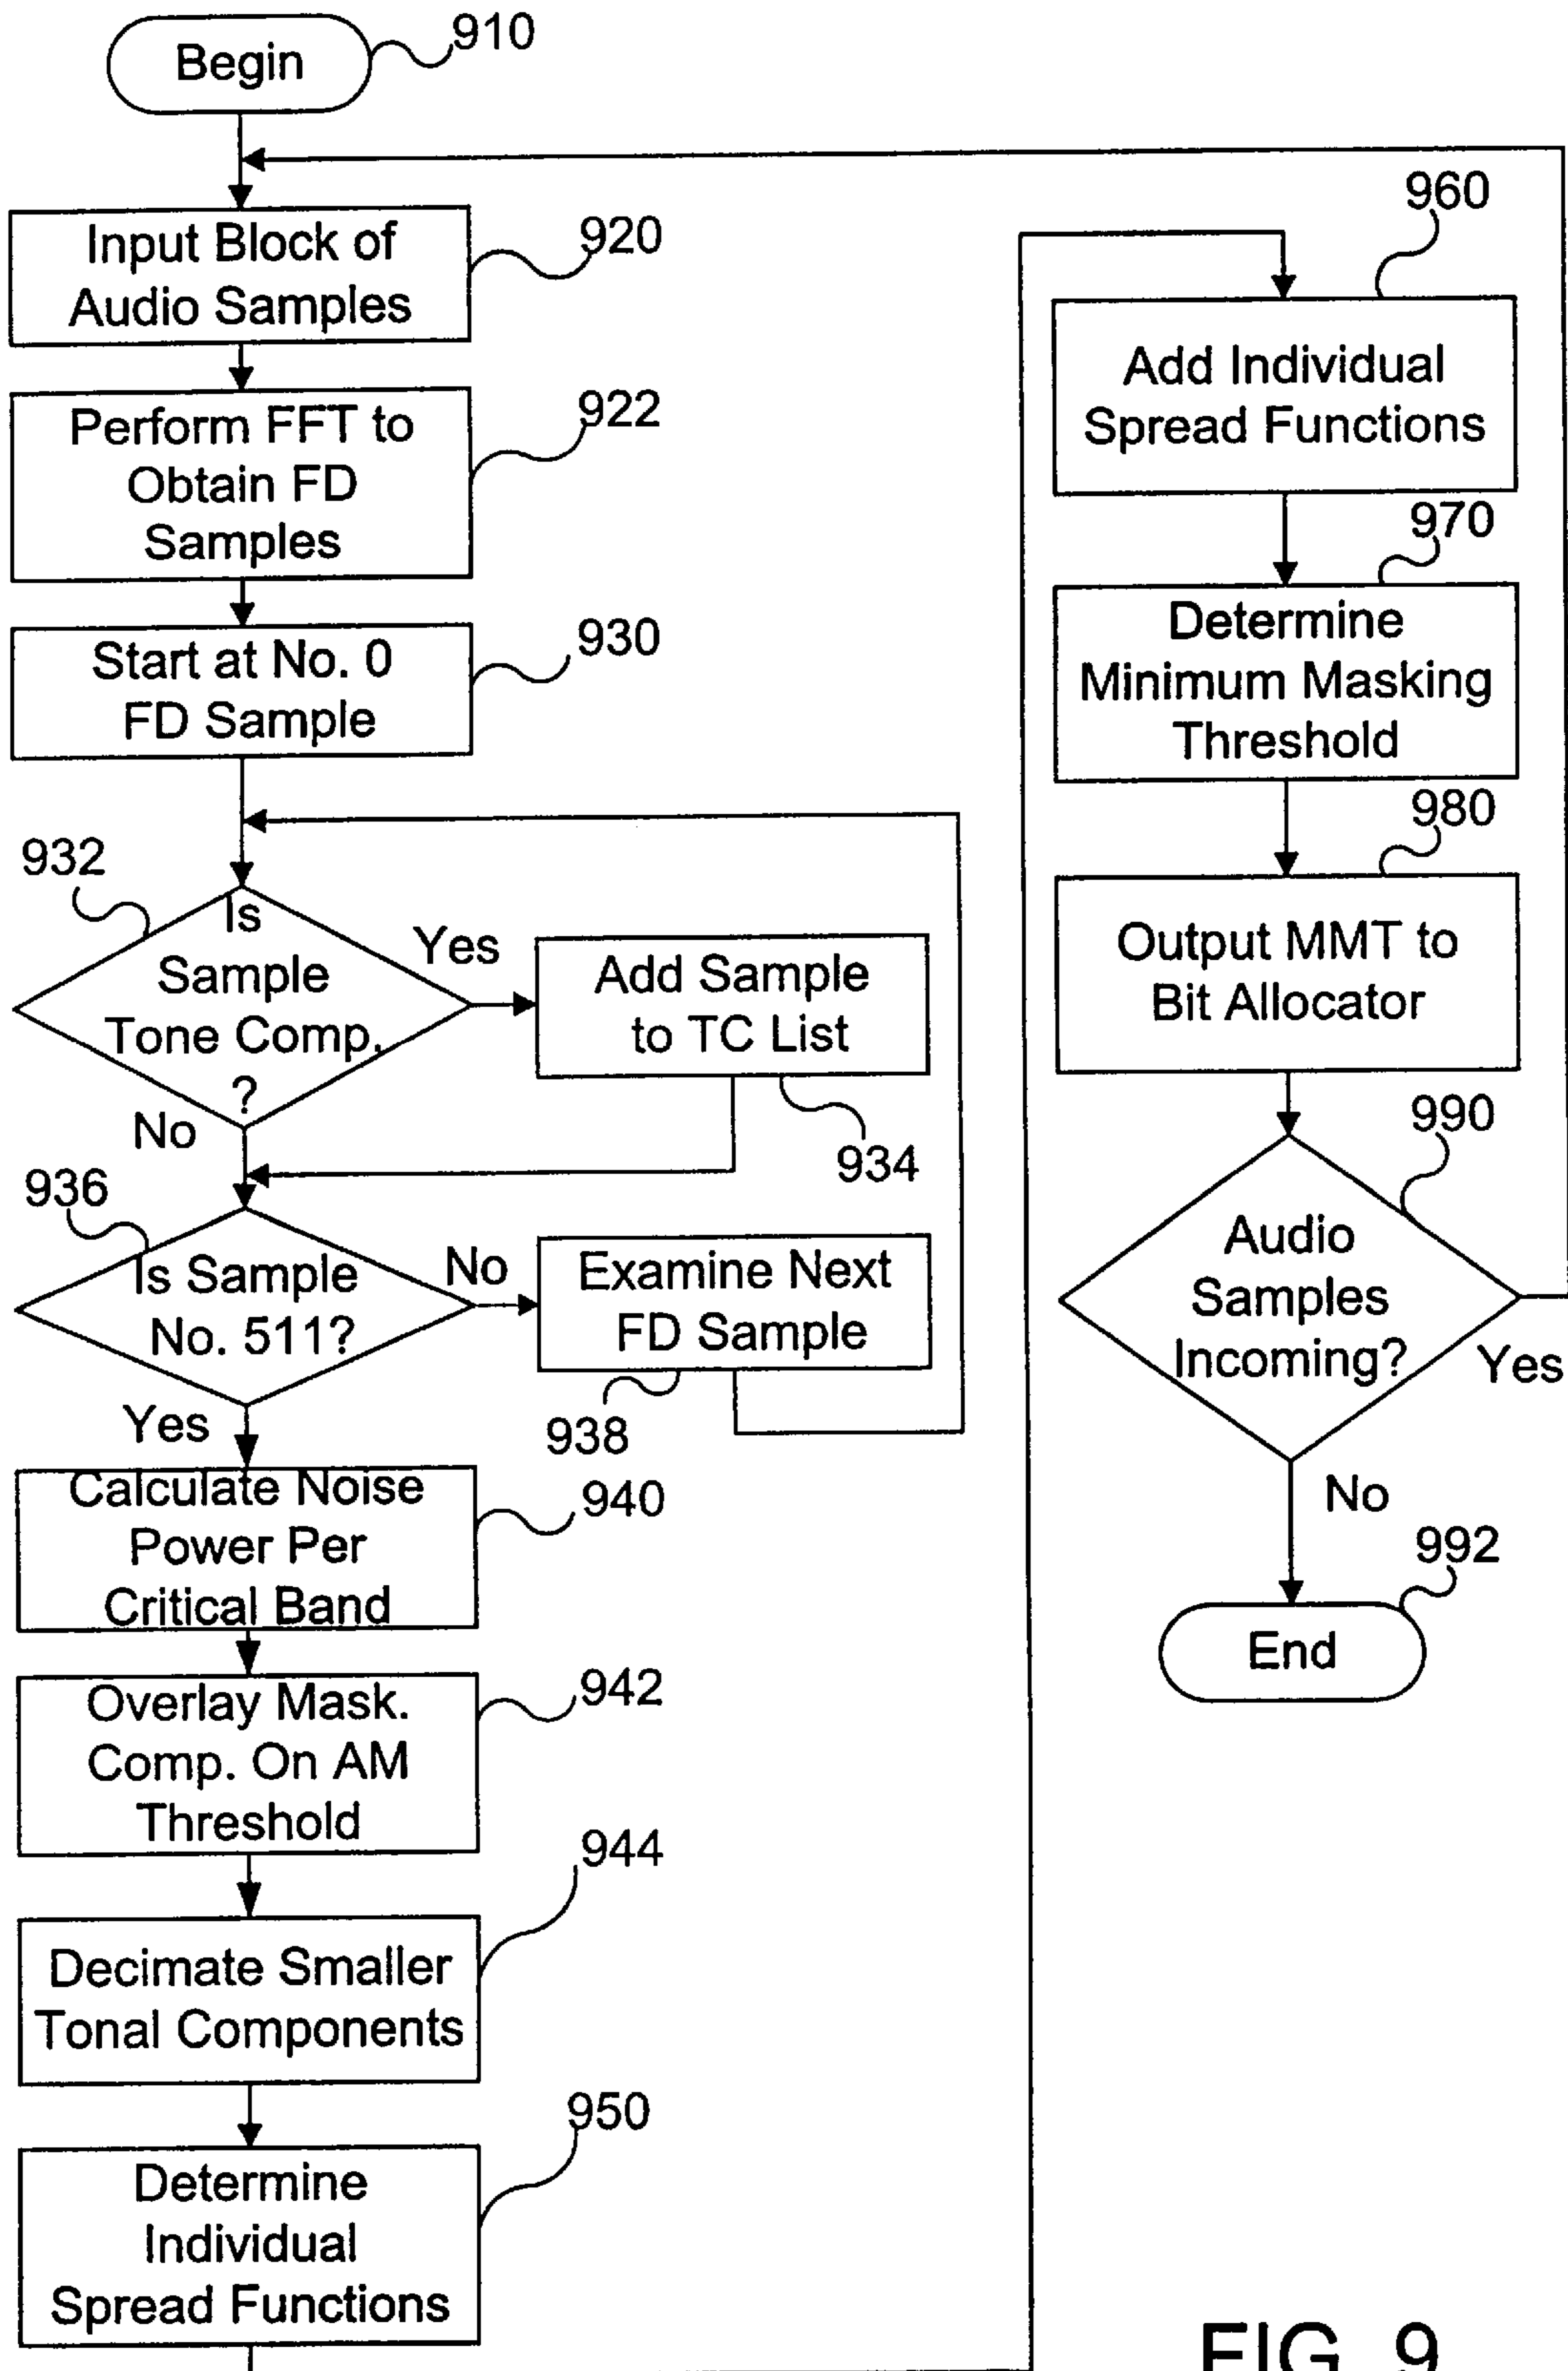 Begin
910
Input Block of
Audio Samples
920
Perform FFT to
Obtain FD
Samples
922
Start at No. 0
FD Sample
930
932
Is
Sample
Tone Comp.
?
Yes
No
Add Sample
to TC List
934
936
Is Sample
No. 511?
No
Yes
Examine Next
FD Sample
938
Calculate Noise
Power Per
Critical Band
940
Overlay Mask.
Comp. On AM
Threshold
942
944
Decimate Smaller
Tonal Components
950
Determine
Individual
Spread Functions
960
Add Individual
Spread Functions
970
Determine
Minimum Masking
Threshold
980
Output MMT to
Bit Allocator
990
Audio
Samples
Incoming?
Yes
No
992
End
FIG. 9